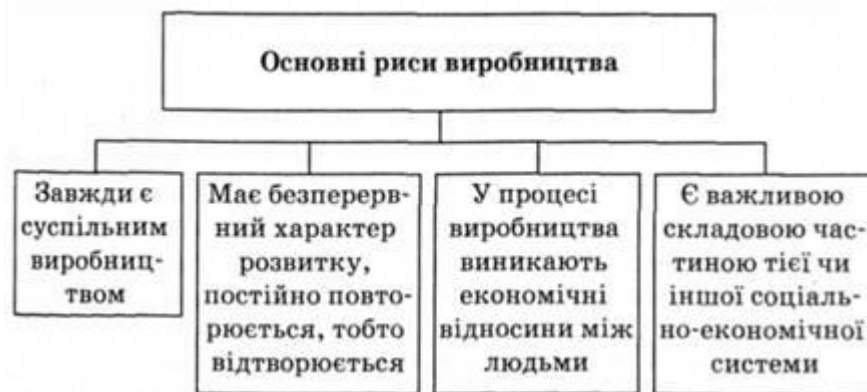 Основні риси виробництва
Завжди є
суспільним
виробниц-
твом
Має безперерв-
ний характер
розвитку,
постійно повто-
рюється, тобто
відтворюється
У процесі
виробництва
виникають
економічні
відносини між
людьми
Є важливою
складовою час-
тиною тієї чи
іншої соціаль-
но-економічної
системи